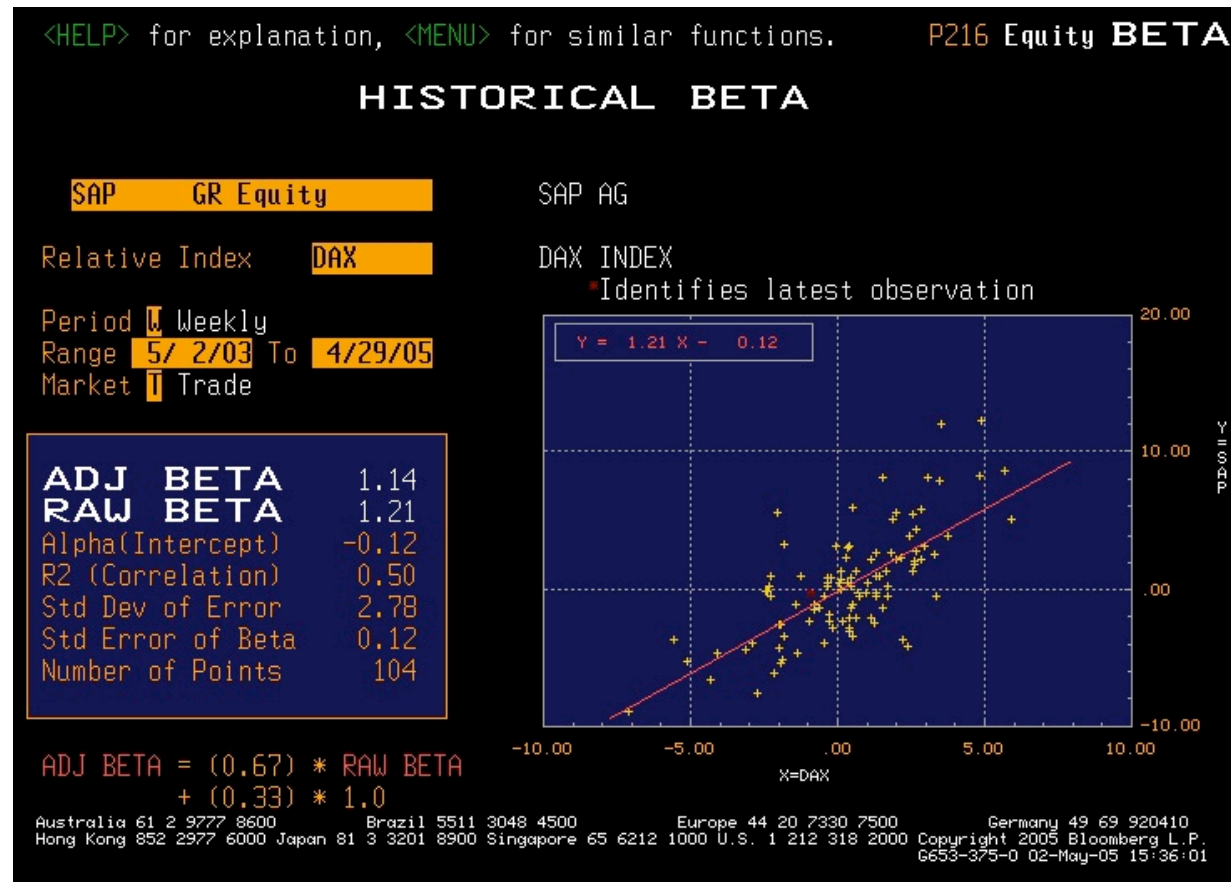 <HELP> for explanation, <MENU> for similar functions. P216 Equity BETA
HISTORICAL BETA
SAP GR Equity
SAP AG
Relative Index DAX
DAX INDEX
*Identifies latest observation
Period W Weekly
Range 5/ 2/03 To 4/29/05
Market T Trade
Y = 1.21 X - 0.12
20.00
10.00
.00
-10.00
Y=SAP
ADJ BETA 1.14
RAW BETA 1.21
Alpha(Intercept) -0.12
R2 (Correlation) 0.50
Std Dev of Error 2.78
Std Error of Beta 0.12
Number of Points 104
-10.00 -5.00 .00 5.00 10.00
X=DAX
ADJ BETA = (0.67) * RAW BETA
+ (0.33) * 1.0
Australia 61 2 9777 8600 Brazil 5511 3048 4500 Europe 44 20 7330 7500 Germany 49 69 920410
Hong Kong 852 2977 6000 Japan 81 3 3201 8900 Singapore 65 6212 1000 U.S. 1 212 318 2000 Copyright 2005 Bloomberg L.P.
G653-375-0 02-May-05 15:36:01